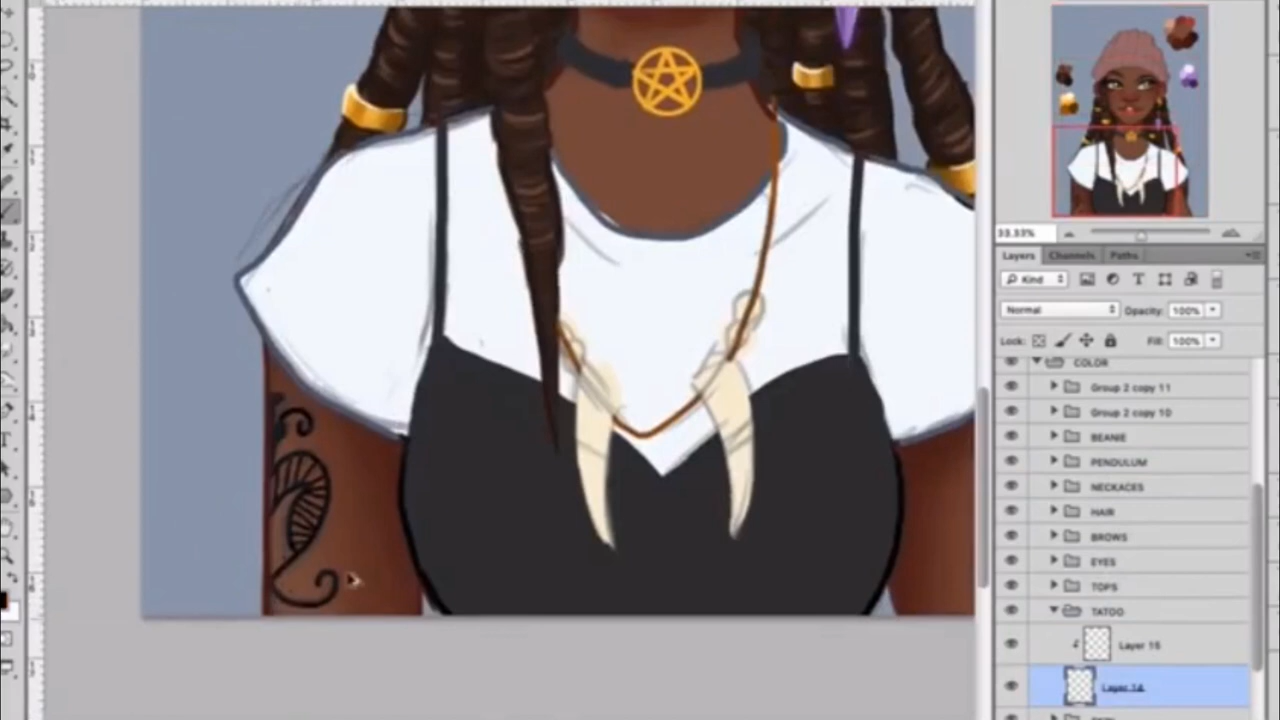 33.33%
Layers Channels Paths
Kind
Normal Opacity: 100%
Lock: Fill: 100%
COLOR
Group 2 copy 11
Group 2 copy 10
BEANIE
PENDULUM
NECKACES
HAIR
BROWS
EYES
TOPS
TATOO
Layer 15
Layer 14